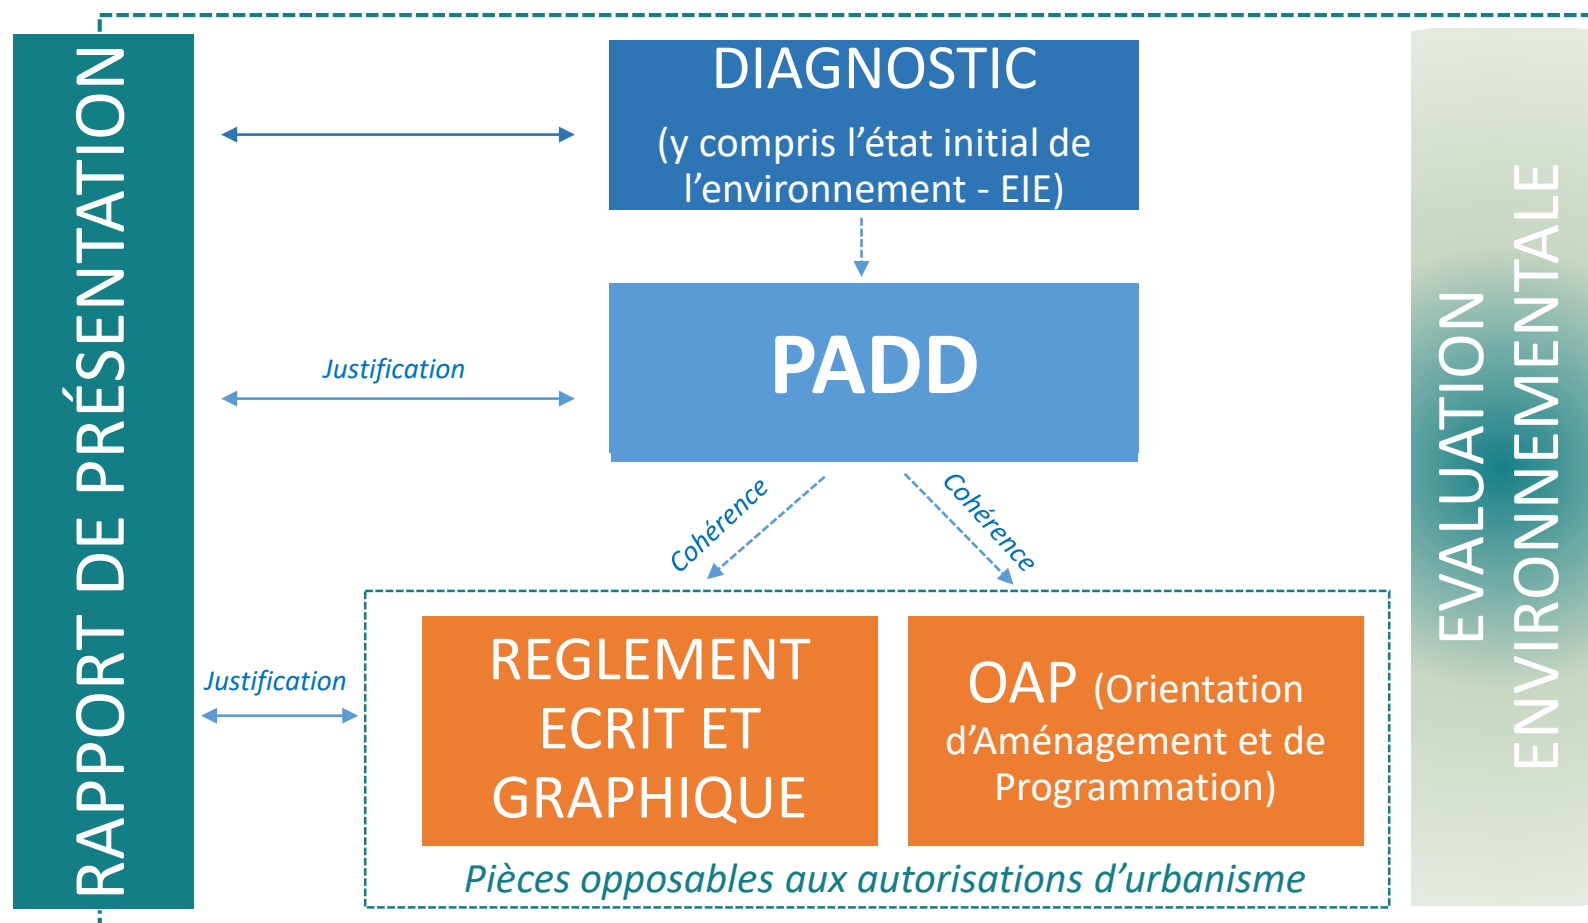 RAPPORT DE PRÉSENTATION
DIAGNOSTIC
(y compris l’état initial de
l’environnement - EIE)
Justification
PADD
Cohérence
Cohérence
Justification
REGLEMENT
ECRIT ET
GRAPHIQUE
OAP (Orientation
d’Aménagement et de
Programmation)
Pièces opposables aux autorisations d’urbanisme
EVALUATION
ENVIRONNEMENTALE